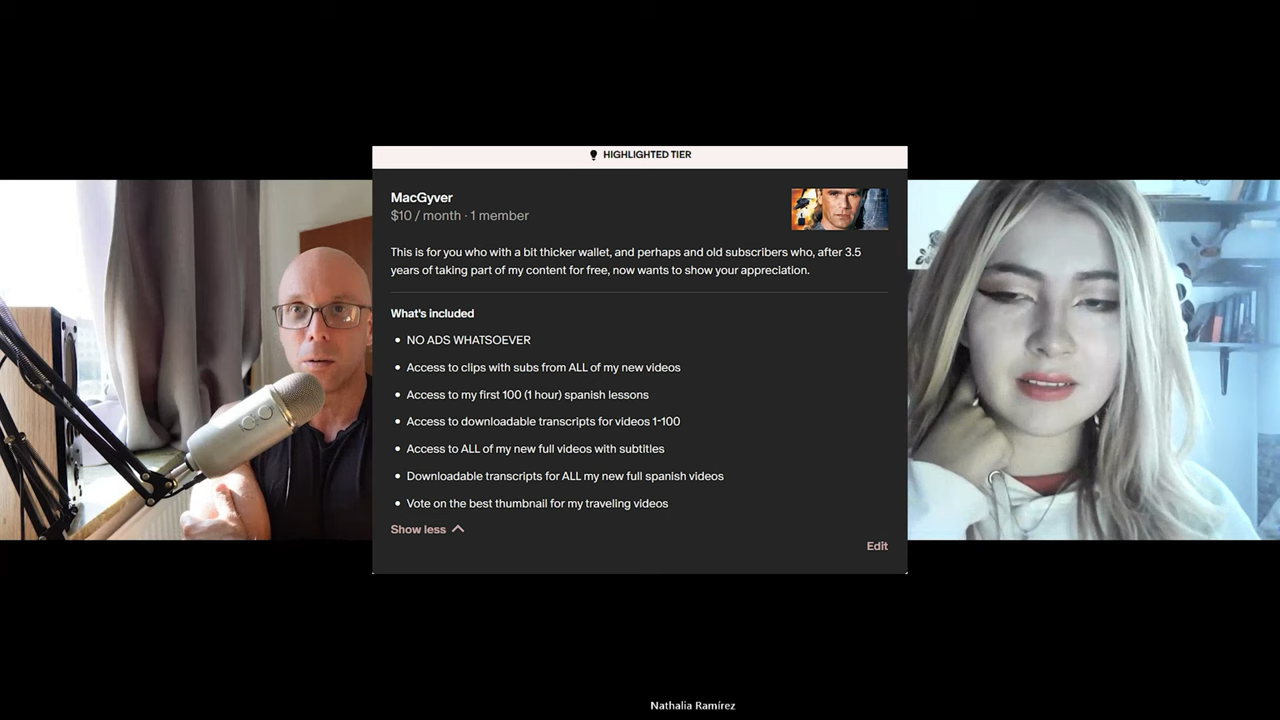 HIGHLIGHTED TIER
MacGyver
$10 / month · 1 member
This is for you who with a bit thicker wallet, and perhaps and old subscribers who, after 3.5
years of taking part of my content for free, now wants to show your appreciation.
What's included
• NO ADS WHATSOEVER
• Access to clips with subs from ALL of my new videos
• Access to my first 100 (1 hour) spanish lessons
• Access to downloadable transcripts for videos 1-100
• Access to ALL of my new full videos with subtitles
• Downloadable transcripts for ALL my new full spanish videos
• Vote on the best thumbnail for my traveling videos
Show less
Edit
Nathalia Ramírez